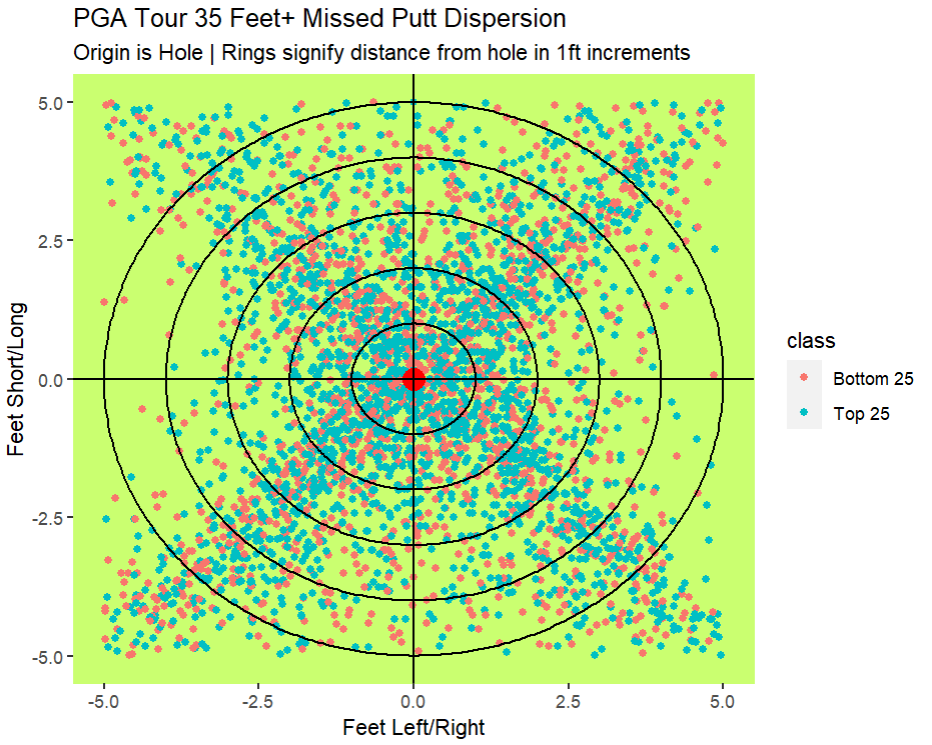 PGA Tour 35 Feet+ Missed Putt Dispersion
Origin is Hole | Rings signify distance from hole in 1ft increments
5.0
2.5
0.0
-2.5
-5.0
Feet Short/Long
-5.0
-2.5
0.0
2.5
5.0
Feet Left/Right
class
Bottom 25
Top 25